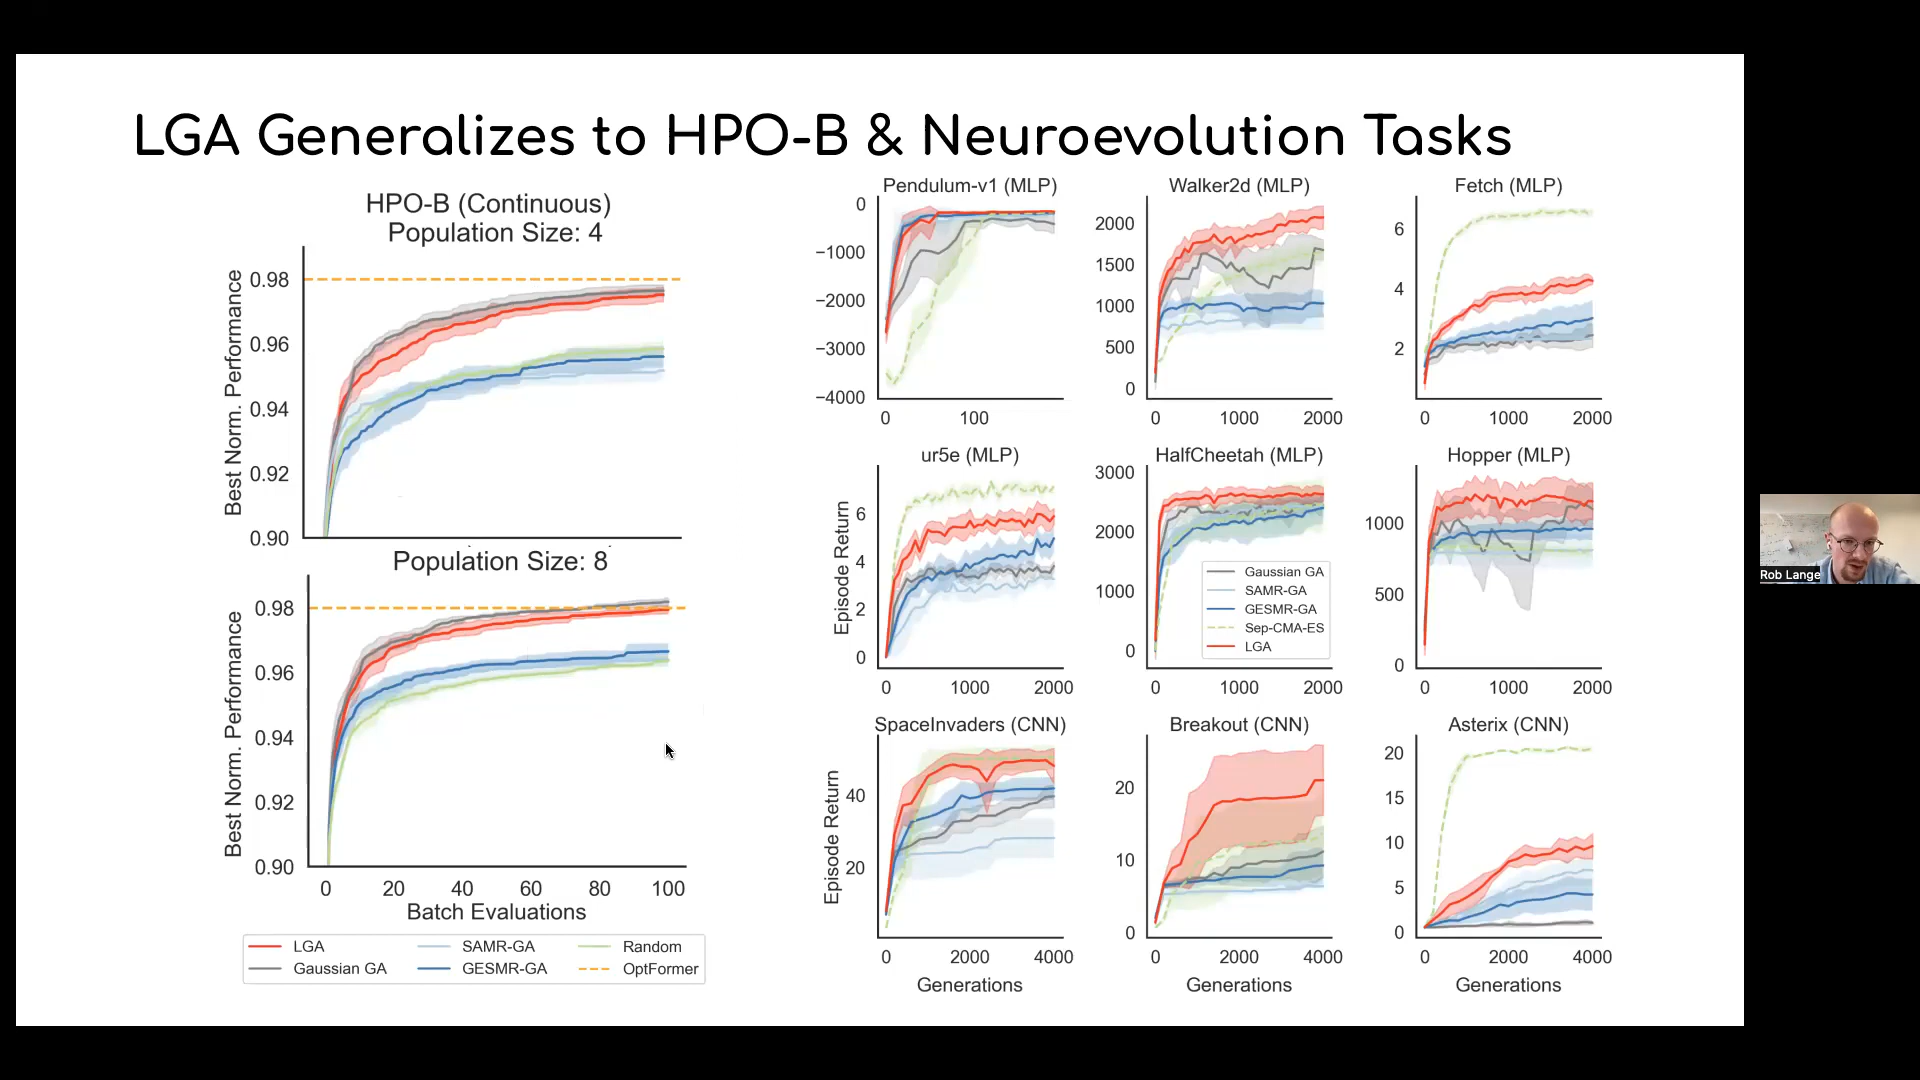 LGA Generalizes to HPO-B & Neuroevolution Tasks
HPO-B (Continuous)
Population Size: 4
Best Norm. Performance
0.98
0.96
0.94
0.92
0.90
Population Size: 8
Best Norm. Performance
0.98
0.96
0.94
0.92
0.90
0 20 40 60 80 100
Batch Evaluations
LGA SAMR-GA Random
Gaussian GA GESMR-GA OptFormer
Pendulum-v1 (MLP)
0
−1000
−2000
−3000
−4000
0 100
Walker2d (MLP)
2000
1500
1000
500
0
0 1000 2000
Fetch (MLP)
6
4
2
0 1000 2000
ur5e (MLP)
Episode Return
6
4
2
0
0 1000 2000
HalfCheetah (MLP)
3000
2000
1000
0
Gaussian GA
SAMR-GA
GESMR-GA
Sep-CMA-ES
LGA
0 1000 2000
Hopper (MLP)
1000
500
0
0 1000 2000
SpaceInvaders (CNN)
Episode Return
40
20
0 2000 4000
Generations
Breakout (CNN)
20
10
0
0 2000 4000
Generations
Asterix (CNN)
20
15
10
5
0
0 2000 4000
Generations
Rob Lange